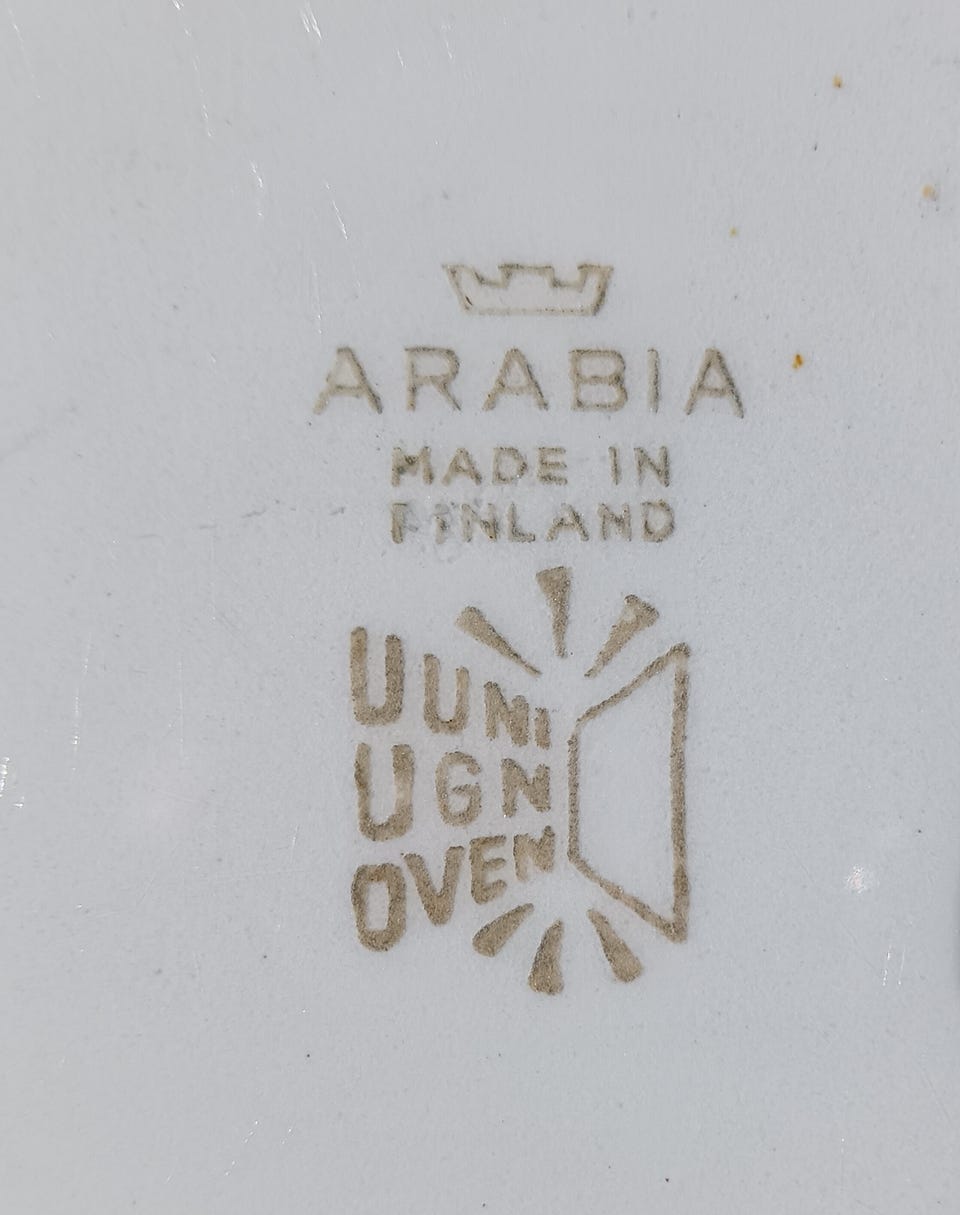 ARABIA
MADE IN
FINLAND
UUNI
UGN
OVEN